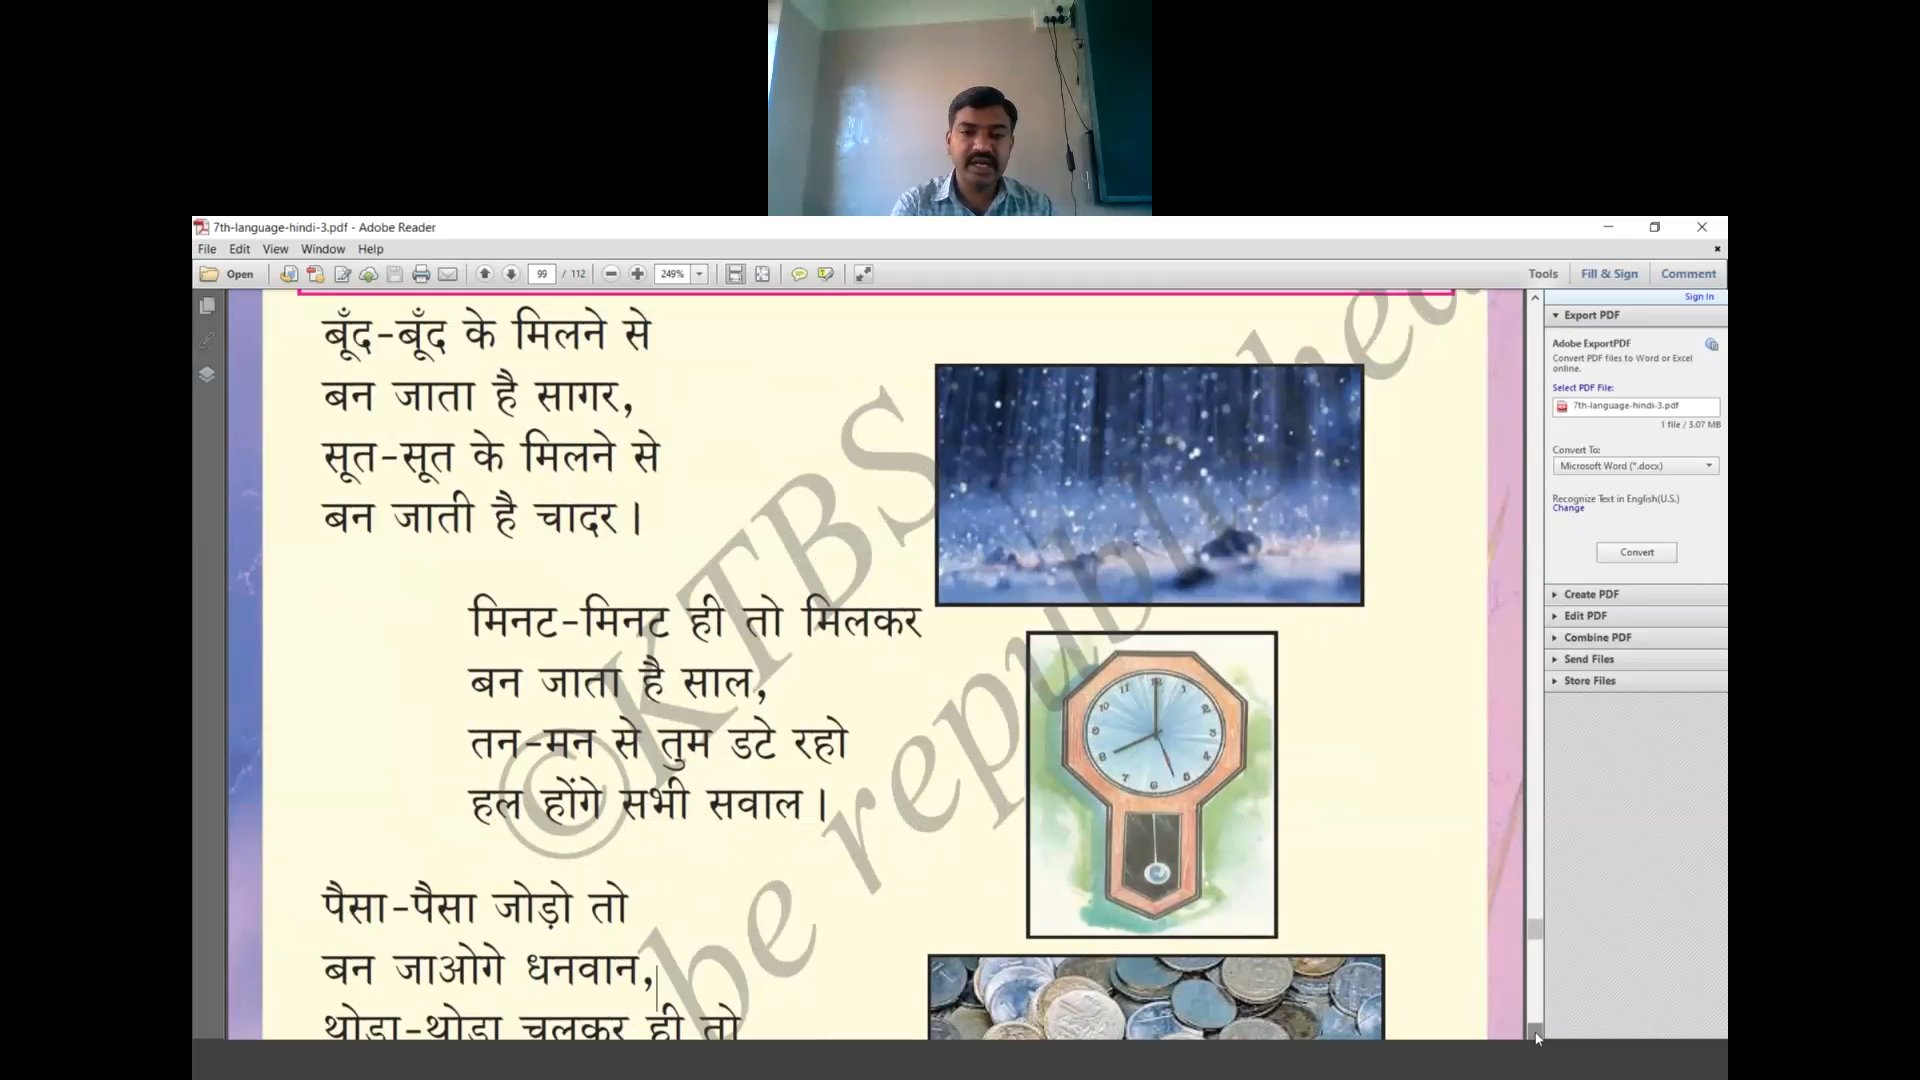 7th-language-hindi-3.pdf - Adobe Reader
File Edit View Window Help
Open 99 / 112 249% Tools Fill & Sign Comment
Sign In
Export PDF
Adobe ExportPDF
Convert PDF files to Word or Excel
online.
Select PDF File:
7th-language-hindi-3.pdf
1 file / 3.07 MB
Convert To:
Microsoft Word (*.docx)
Recognize Text in English(U.S.)
Change
Convert
Create PDF
Edit PDF
Combine PDF
Send Files
Store Files
बूँद-बूँद के मिलने से
बन जाता है सागर,
सूत-सूत के मिलने से
बन जाती है चादर।
मिनट-मिनट ही तो मिलकर
बन जाता है साल,
तन-मन से तुम डटे रहो
हल होंगे सभी सवाल।
पैसा-पैसा जोड़ो तो
बन जाओगे धनवान,
थोड़ा-थोड़ा चलकर ही तो
©KTBS
be republished